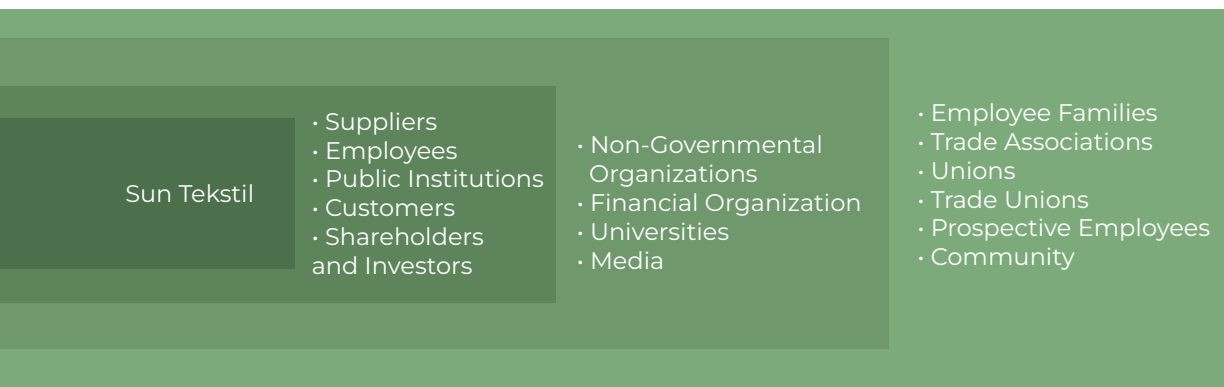 Sun Tekstil
• Suppliers
• Employees
• Public Institutions
• Customers
• Shareholders
and Investors
• Non-Governmental
Organizations
• Financial Organization
• Universities
• Media
• Employee Families
• Trade Associations
• Unions
• Trade Unions
• Prospective Employees
• Community